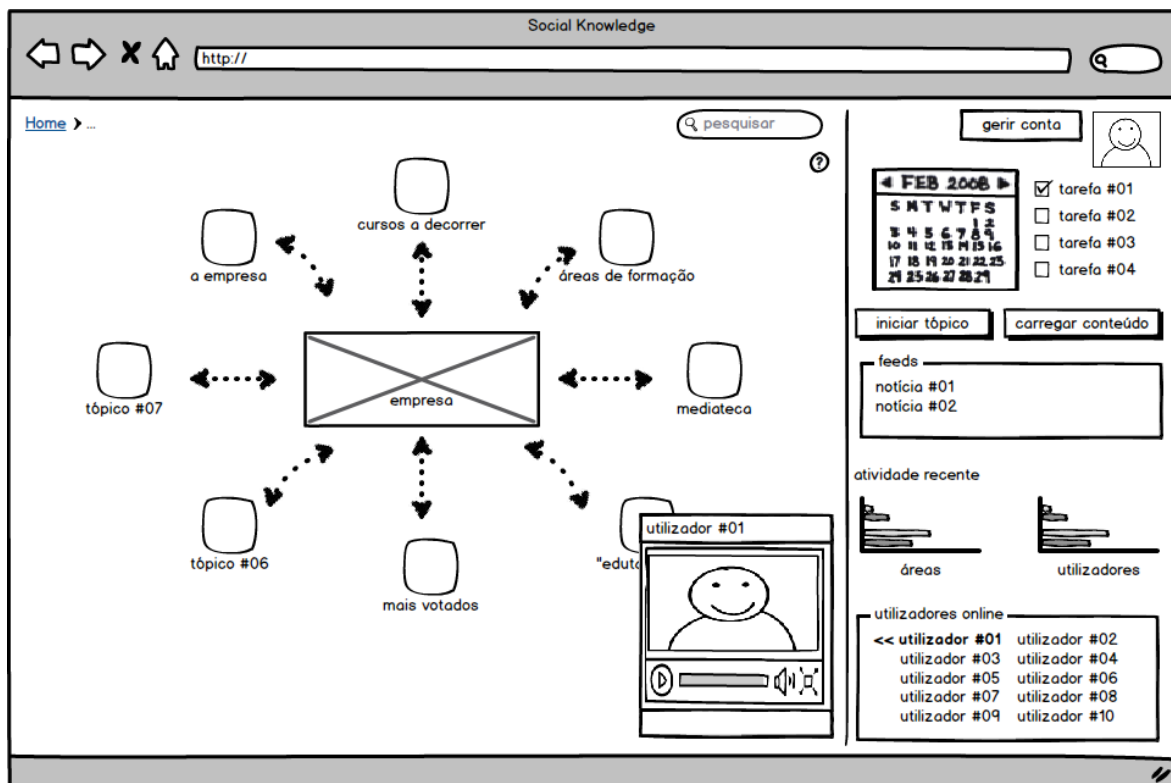 Social Knowledge
http://
Home > ...
pesquisar
?
cursos a decorrer
a empresa
áreas de formação
tópico #07
empresa
mediateca
tópico #06
mais votados
"eduta
utilizador #01
gerir conta
FEB 2008
S M T W T F S
1 2
3 4 5 6 7 8 9
10 11 12 13 14 15 16
17 18 19 20 21 22 23
24 25 26 27 28 29
tarefa #01
tarefa #02
tarefa #03
tarefa #04
iniciar tópico
carregar conteúdo
feeds
notícia #01
notícia #02
atividade recente
áreas
utilizadores
utilizadores online
<< utilizador #01 utilizador #02
utilizador #03 utilizador #04
utilizador #05 utilizador #06
utilizador #07 utilizador #08
utilizador #09 utilizador #10